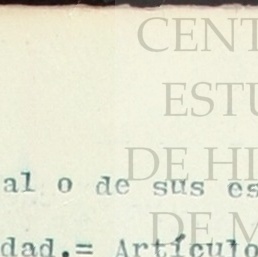 CENT
ESTU
DE HI
al o de sus es
DE M
dad.= Artículo